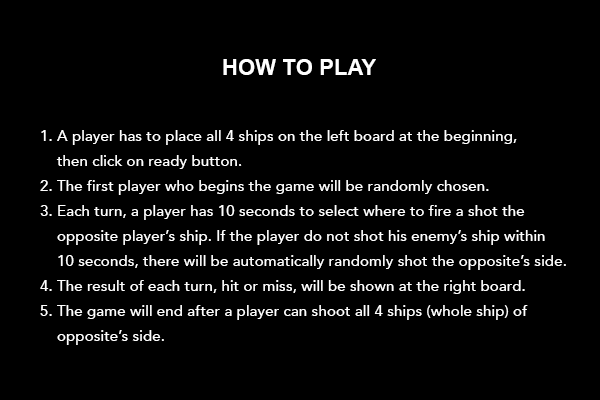 HOW TO PLAY
1. A player has to place all 4 ships on the left board at the beginning,
then click on ready button.
2. The first player who begins the game will be randomly chosen.
3. Each turn, a player has 10 seconds to select where to fire a shot the
opposite player's ship. If the player do not shot his enemy's ship within
10 seconds, there will be automatically randomly shot the opposite's side.
4. The result of each turn, hit or miss, will be shown at the right board.
5. The game will end after a player can shoot all 4 ships (whole ship) of
opposite's side.